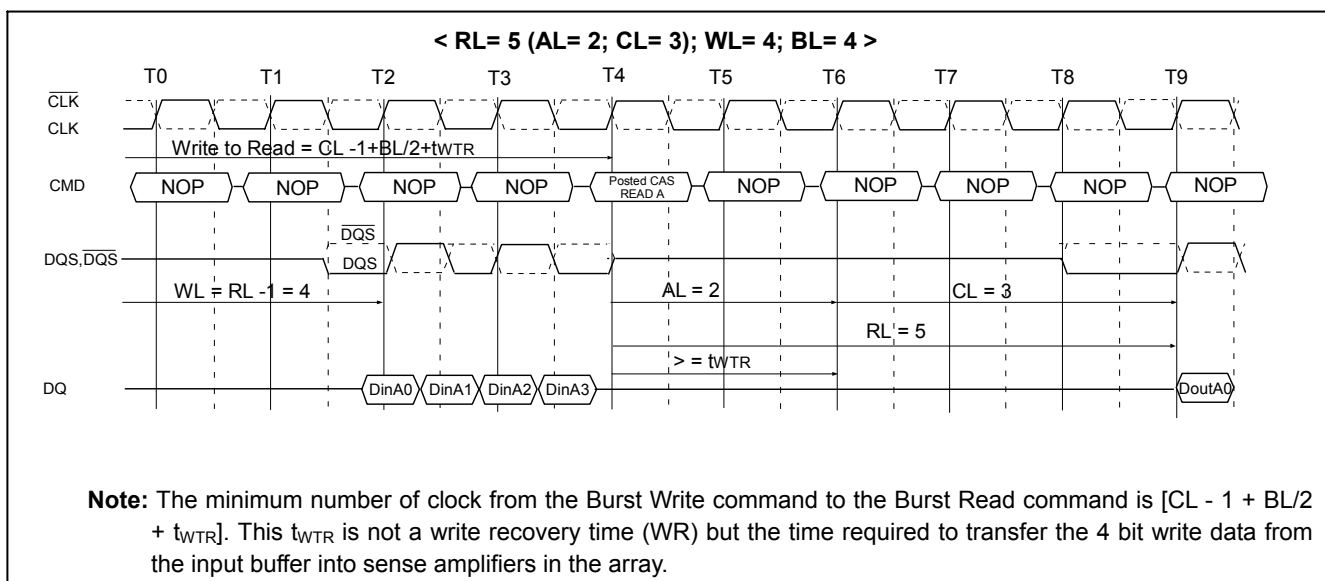 < RL= 5 (AL= 2; CL= 3); WL= 4; BL= 4 >
T0 T1 T2 T3 T4 T5 T6 T7 T8 T9
CLK
CLK
Write to Read = CL -1+BL/2+tWTR
CMD NOP NOP NOP NOP Posted CAS READ A NOP NOP NOP NOP NOP
DQS
DQS,DQS DQS
WL = RL -1 = 4 AL = 2 CL = 3
RL = 5
> = tWTR
DQ DinA0 DinA1 DinA2 DinA3 DoutA0
Note: The minimum number of clock from the Burst Write command to the Burst Read command is [CL - 1 + BL/2
+ tWTR]. This tWTR is not a write recovery time (WR) but the time required to transfer the 4 bit write data from
the input buffer into sense amplifiers in the array.